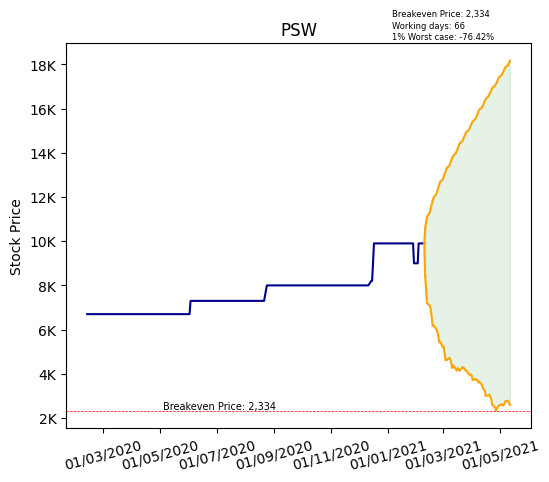 Breakeven Price: 2,334
Working days: 66
1% Worst case: -76.42%
PSW
Stock Price
18K
16K
14K
12K
10K
8K
6K
4K
2K
Breakeven Price: 2,334
01/03/2020
01/05/2020
01/07/2020
01/09/2020
01/11/2020
01/01/2021
01/03/2021
01/05/2021